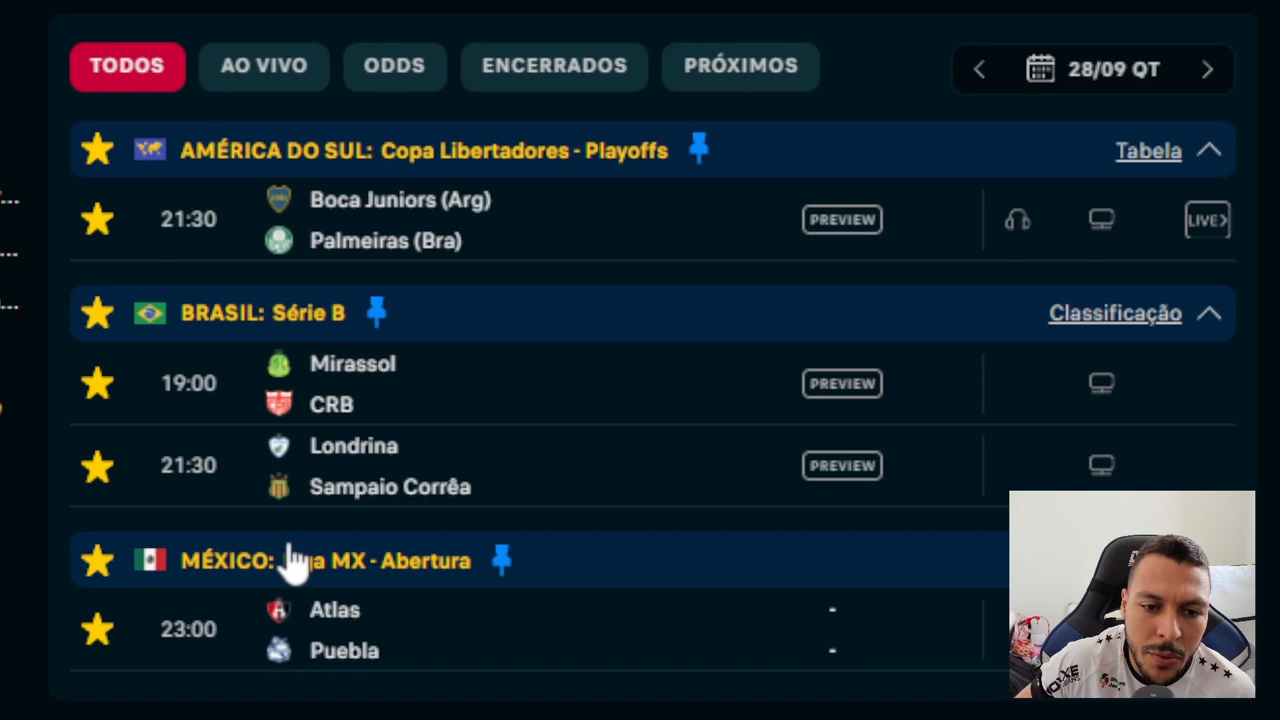 TODOS AO VIVO ODDS ENCERRADOS PRÓXIMOS 28/09 QT
AMÉRICA DO SUL: Copa Libertadores - Playoffs Tabela
21:30 Boca Juniors (Arg) PREVIEW LIVE
Palmeiras (Bra)
BRASIL: Série B Classificação
19:00 Mirassol PREVIEW
CRB
21:30 Londrina PREVIEW
Sampaio Corrêa
MÉXICO: MX - Abertura
23:00 Atlas -
Puebla -